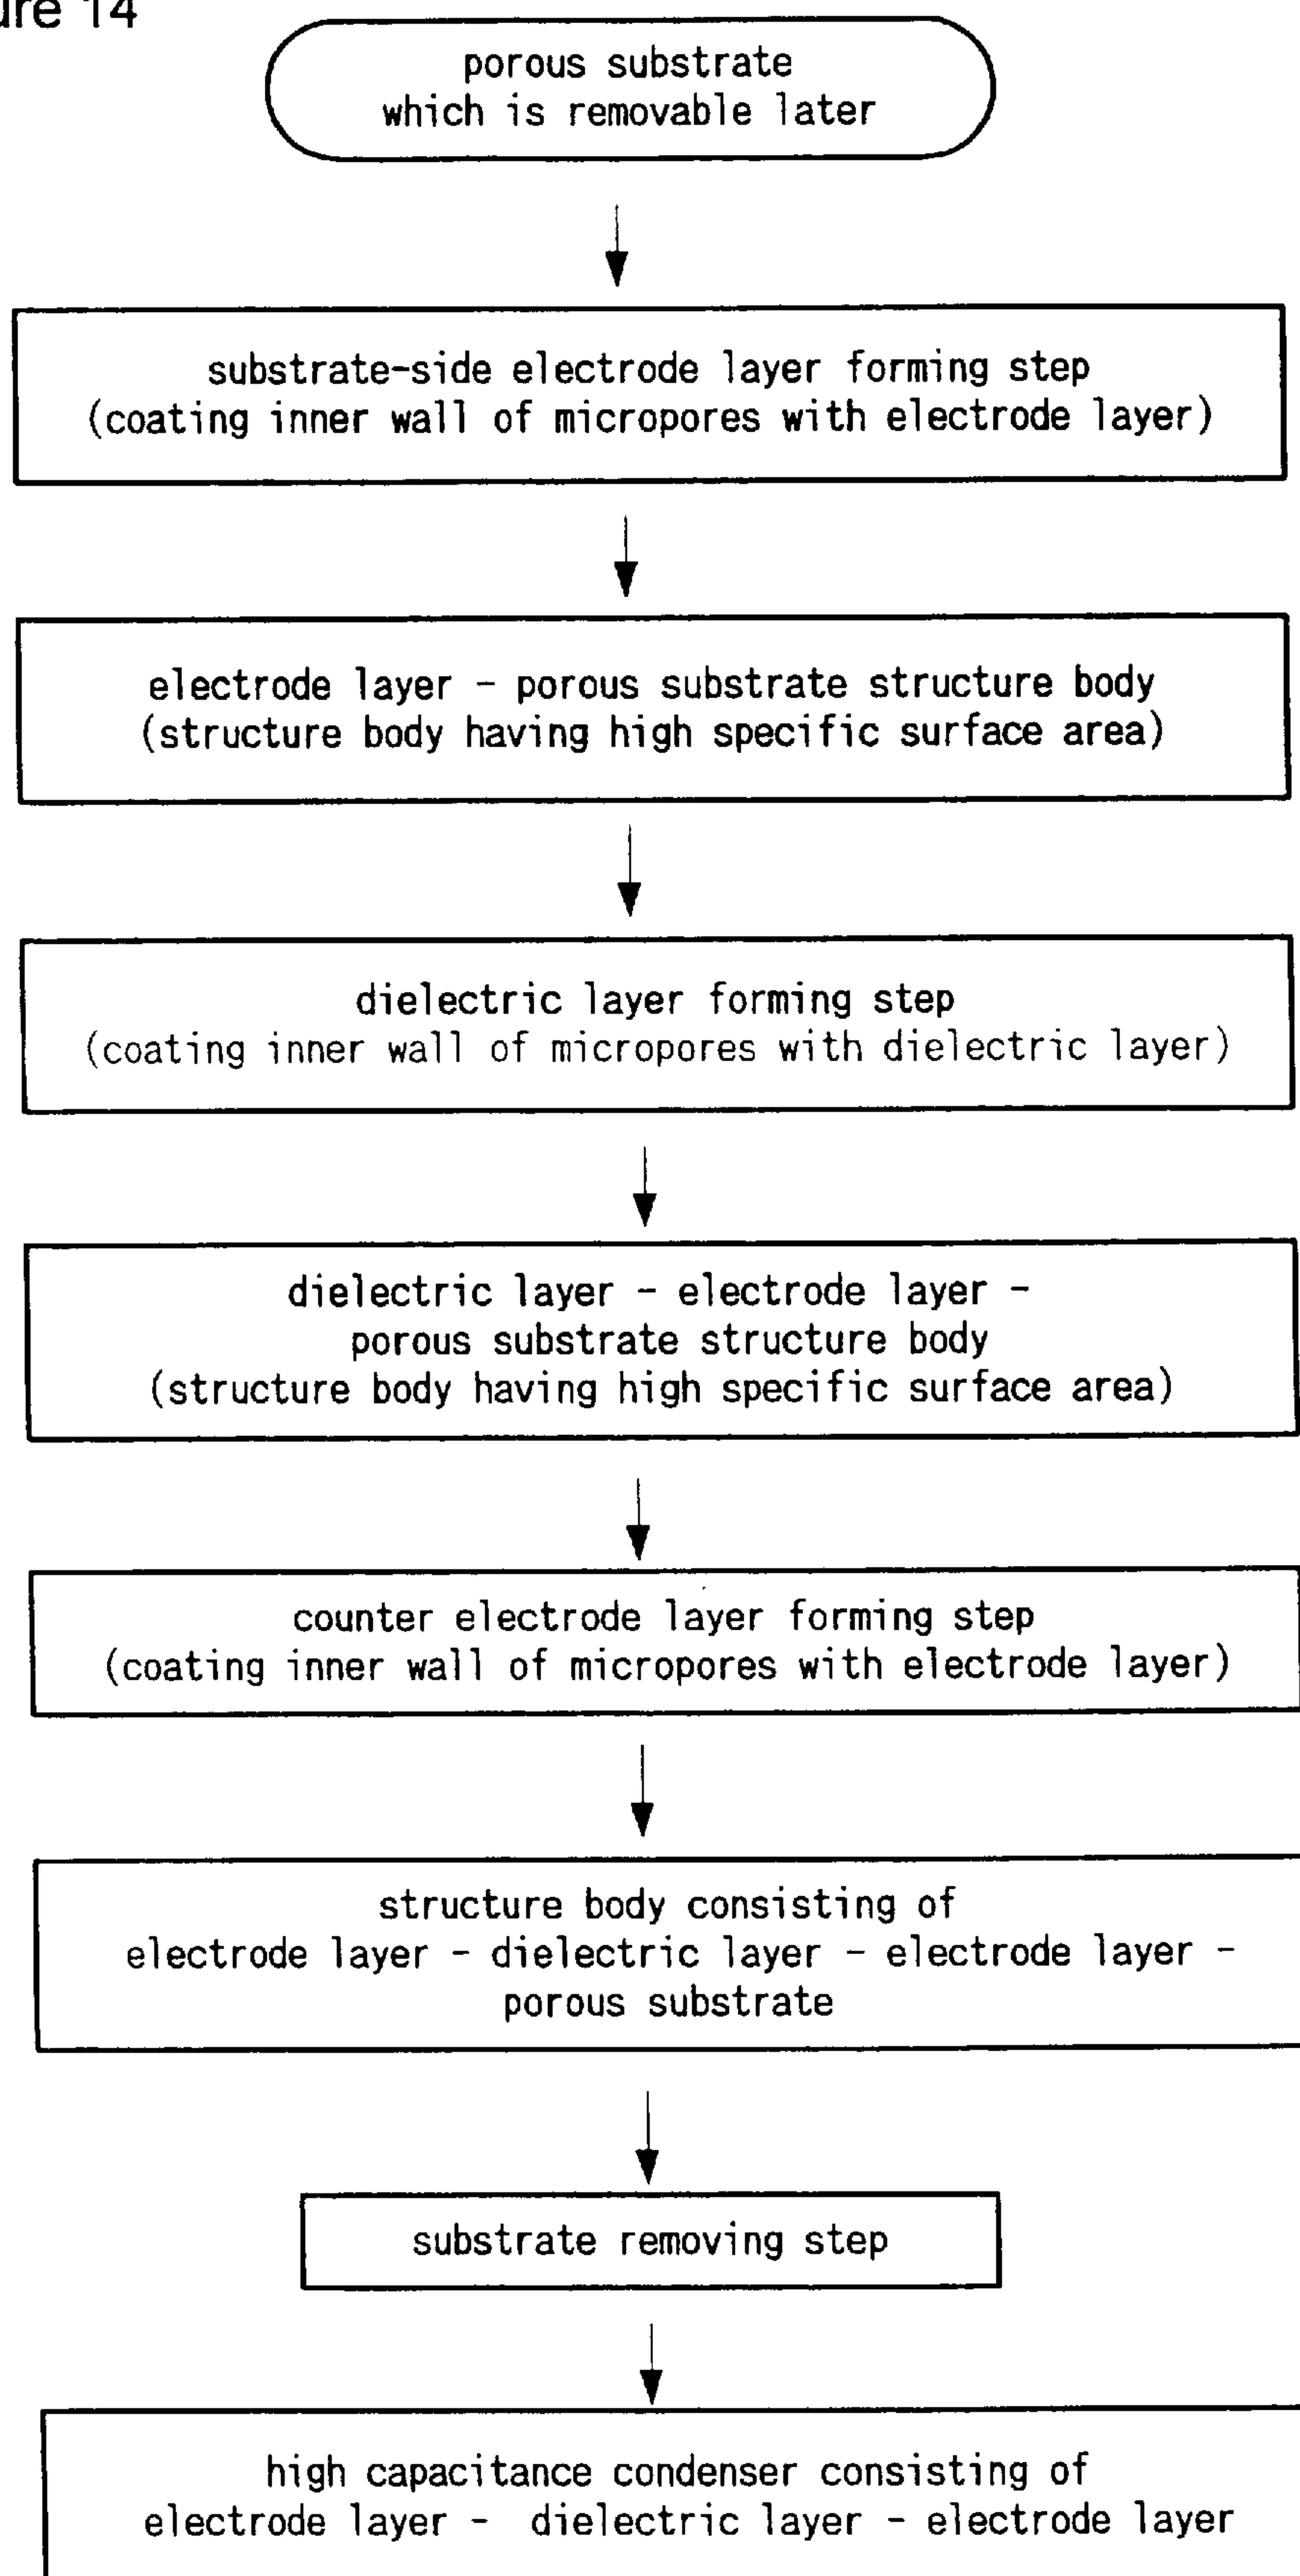 ure 14
porous substrate
which is removable later
substrate-side electrode layer forming step
(coating inner wall of micropores with electrode layer)
electrode layer - porous substrate structure body
(structure body having high specific surface area)
dielectric layer forming step
(coating inner wall of micropores with dielectric layer)
dielectric layer - electrode layer -
porous substrate structure body
(structure body having high specific surface area)
counter electrode layer forming step
(coating inner wall of micropores with electrode layer)
structure body consisting of
electrode layer - dielectric layer - electrode layer -
porous substrate
substrate removing step
high capacitance condenser consisting of
electrode layer - dielectric layer - electrode layer